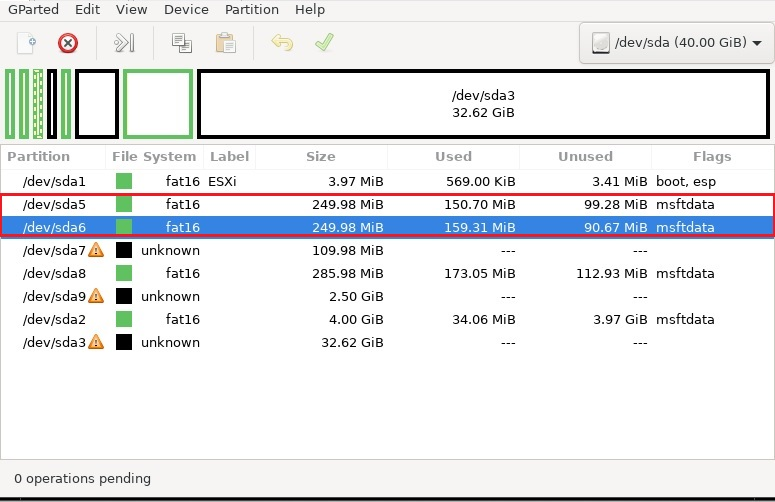 GParted Edit View Device Partition Help
/dev/sda (40.00 GiB)
/dev/sda3
32.62 GiB
Partition File System Label Size Used Unused Flags
/dev/sda1 fat16 ESXi 3.97 MiB 569.00 KiB 3.41 MiB boot, esp
/dev/sda5 fat16 249.98 MiB 150.70 MiB 99.28 MiB msftdata
/dev/sda6 fat16 249.98 MiB 159.31 MiB 90.67 MiB msftdata
/dev/sda7 unknown 109.98 MiB --- ---
/dev/sda8 fat16 285.98 MiB 173.05 MiB 112.93 MiB msftdata
/dev/sda9 unknown 2.50 GiB --- ---
/dev/sda2 fat16 4.00 GiB 34.06 MiB 3.97 GiB msftdata
/dev/sda3 unknown 32.62 GiB --- ---
0 operations pending